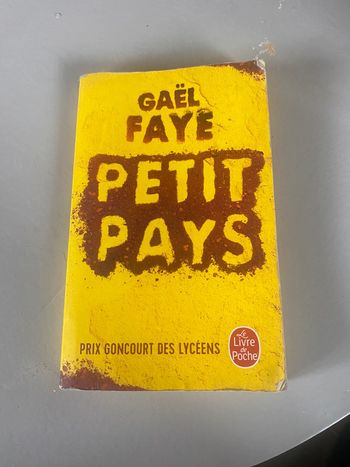 GAËL
FAYE
PETIT
PAYS
PRIX GONCOURT DES LYCÉENS
Le
Livre
de
Poche